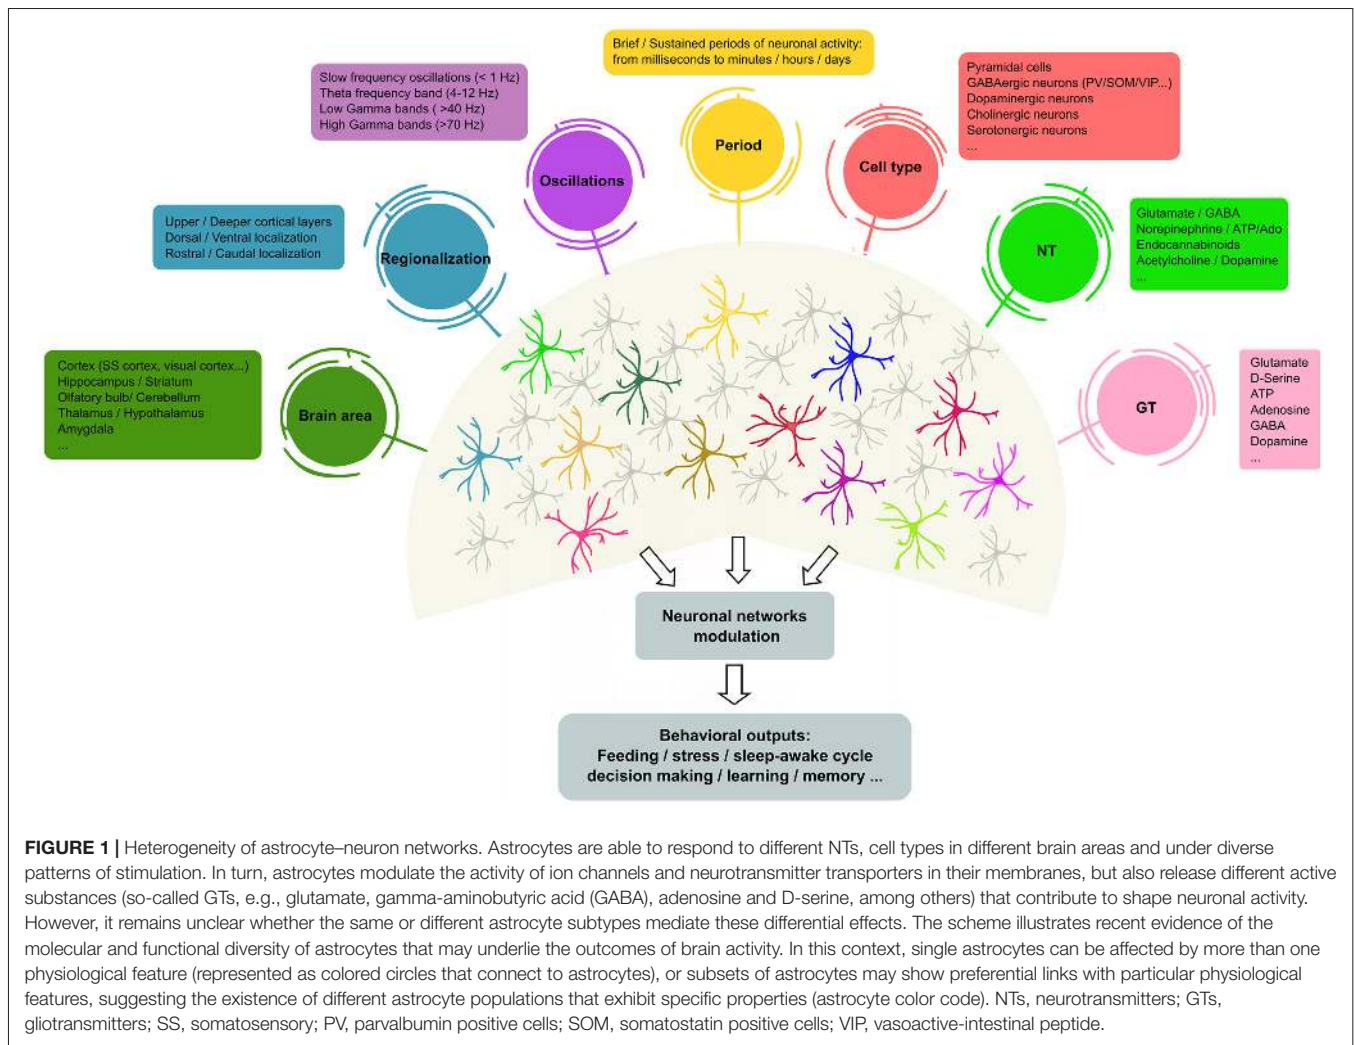 Brief / Sustained periods of neuronal activity:
from milliseconds to minutes / hours / days
Period
Slow frequency oscillations (< 1 Hz)
Theta frequency band (4-12 Hz)
Low Gamma bands ( >40 Hz)
High Gamma bands (>70 Hz)
Oscillations
Pyramidal cells
GABAergic neurons (PV/SOM/VIP...)
Dopaminergic neurons
Cholinergic neurons
Serotonergic neurons
...
Cell type
Upper / Deeper cortical layers
Dorsal / Ventral localization
Rostral / Caudal localization
Regionalization
NT
Glutamate / GABA
Norepinephrine / ATP/Ado
Endocannabinoids
Acetylcholine / Dopamine
...
Cortex (SS cortex, visual cortex...)
Hippocampus / Striatum
Olfatory bulb/ Cerebellum
Thalamus / Hypothalamus
Amygdala
...
Brain area
GT
Glutamate
D-Serine
ATP
Adenosine
GABA
Dopamine
...
Neuronal networks
modulation
Behavioral outputs:
Feeding / stress / sleep-awake cycle
decision making / learning / memory ...
FIGURE 1 | Heterogeneity of astrocyte–neuron networks. Astrocytes are able to respond to different NTs, cell types in different brain areas and under diverse
patterns of stimulation. In turn, astrocytes modulate the activity of ion channels and neurotransmitter transporters in their membranes, but also release different active
substances (so-called GTs, e.g., glutamate, gamma-aminobutyric acid (GABA), adenosine and D-serine, among others) that contribute to shape neuronal activity.
However, it remains unclear whether the same or different astrocyte subtypes mediate these differential effects. The scheme illustrates recent evidence of the
molecular and functional diversity of astrocytes that may underlie the outcomes of brain activity. In this context, single astrocytes can be affected by more than one
physiological feature (represented as colored circles that connect to astrocytes), or subsets of astrocytes may show preferential links with particular physiological
features, suggesting the existence of different astrocyte populations that exhibit specific properties (astrocyte color code). NTs, neurotransmitters; GTs,
gliotransmitters; SS, somatosensory; PV, parvalbumin positive cells; SOM, somatostatin positive cells; VIP, vasoactive-intestinal peptide.